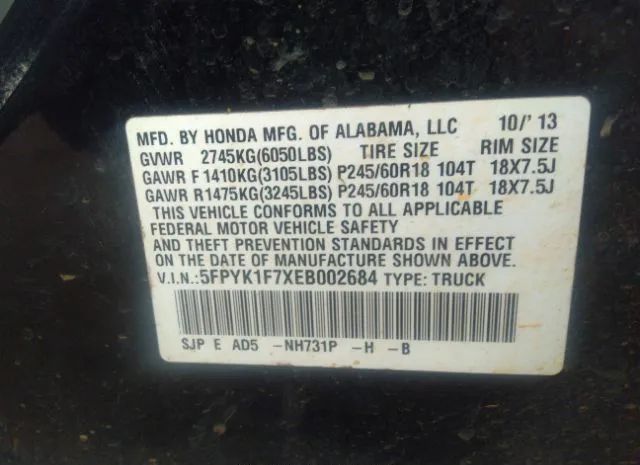 MFD. BY HONDA MFG. OF ALABAMA, LLC 10/'13
GVWR 2745KG(6050LBS) TIRE SIZE RIM SIZE
GAWR F 1410KG(3105LBS) P245/60R18 104T 18X7.5J
GAWR R1475KG(3245LBS) P245/60R18 104T 18X7.5J
THIS VEHICLE CONFORMS TO ALL APPLICABLE
FEDERAL MOTOR VEHICLE SAFETY
AND THEFT PREVENTION STANDARDS IN EFFECT
ON THE DATE OF MANUFACTURE SHOWN ABOVE.
V.I.N.:5FPYK1F7XEB002684 TYPE: TRUCK
SJP E AD5 -NH731P -H -B